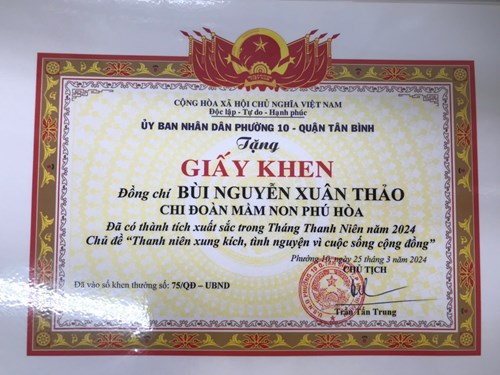 CỘNG HÒA XÃ HỘI CHỦ NGHĨA VIỆT NAM
Độc lập - Tự do - Hạnh phúc
ỦY BAN NHÂN DÂN PHƯỜNG 10 - QUẬN TÂN BÌNH
Tặng
GIẤY KHEN
Đồng chí BÙI NGUYỄN XUÂN THẢO
CHI ĐOÀN MẦM NON PHÚ HÒA
Đã có thành tích xuất sắc trong Tháng Thanh Niên năm 2024
Chủ đề “Thanh niên xung kích, tình nguyện vì cuộc sống cộng đồng”
Phường 10, ngày 25 tháng 3 năm 2024
CHỦ TỊCH
Đã vào sổ khen thưởng số: 75/QĐ – UBND
Trần Tấn Trung